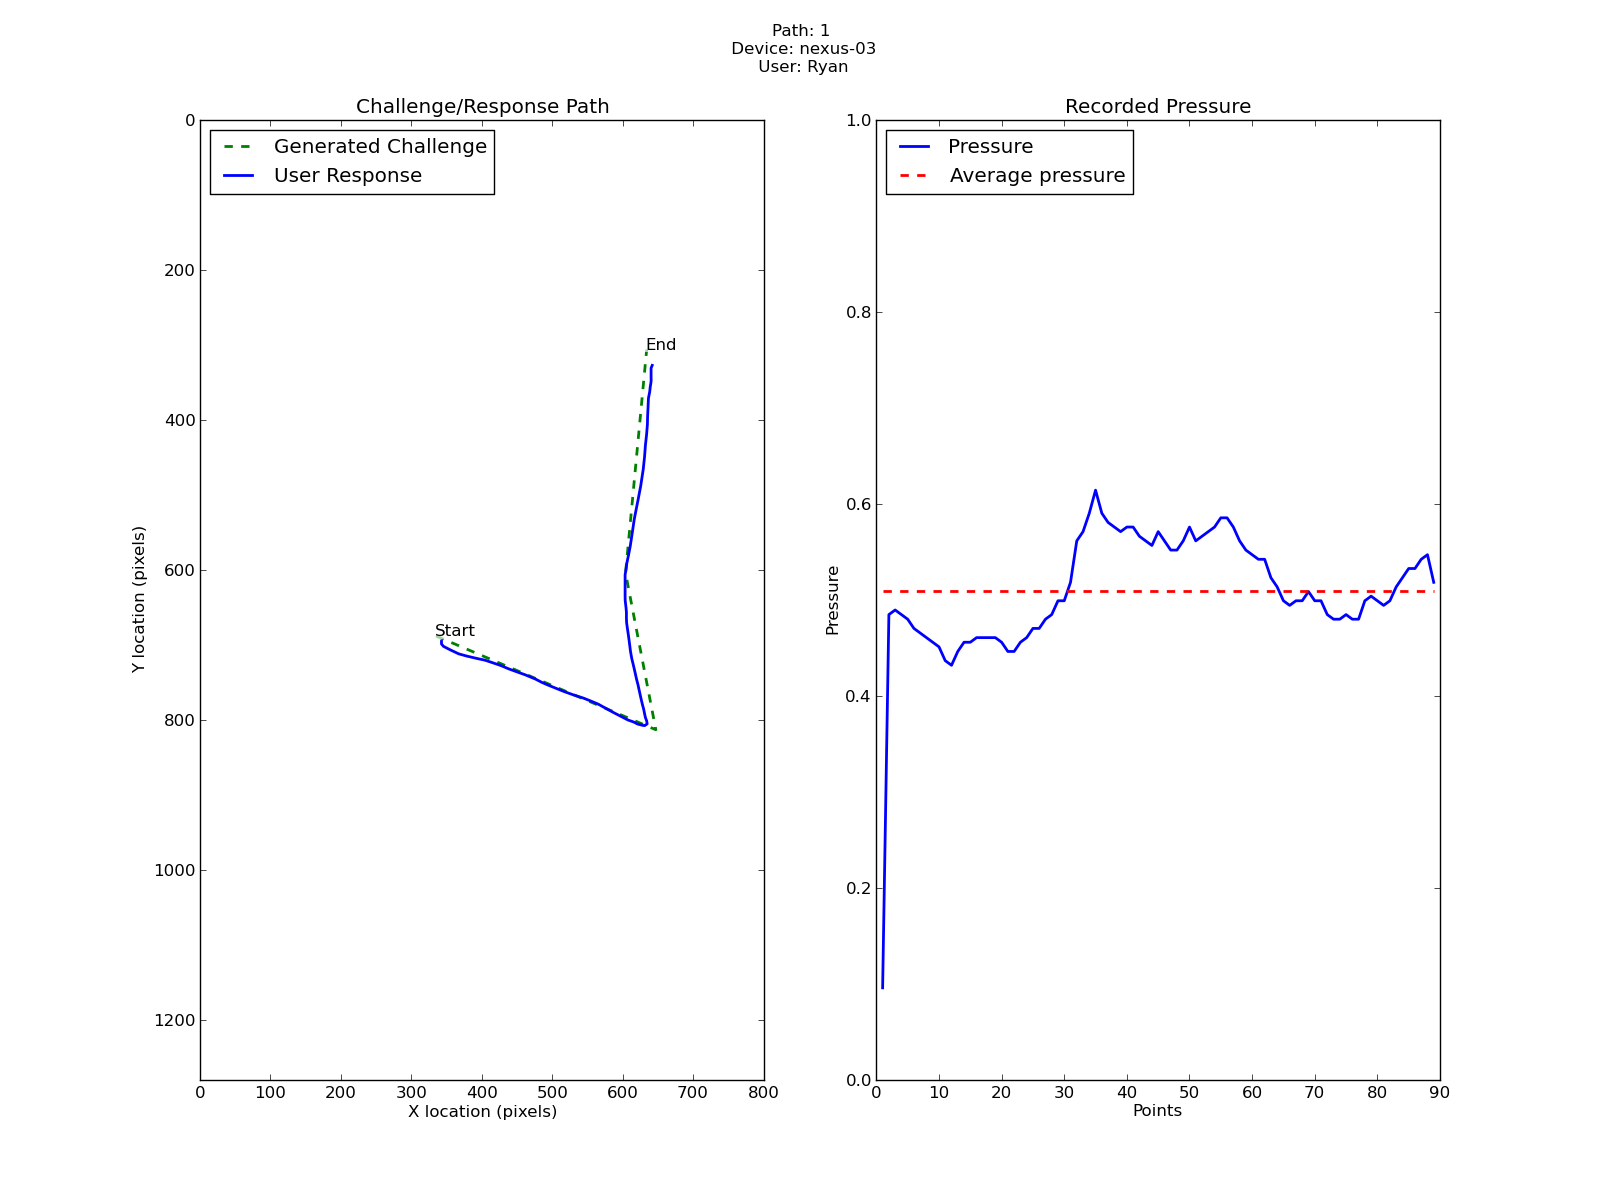 Path: 1
Device: nexus-03
User: Ryan
Challenge/Response Path
Generated Challenge
User Response
0
200
400
600
800
1000
1200
Y location (pixels)
End
Start
0 100 200 300 400 500 600 700 800
X location (pixels)
Recorded Pressure
Pressure
Average pressure
1.0
0.8
0.6
0.4
0.2
0.0
Pressure
0 10 20 30 40 50 60 70 80 90
Points